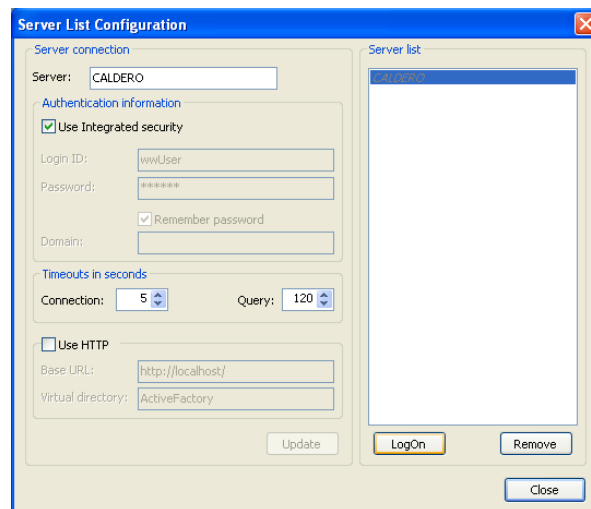 Server List Configuration
Server connection
Server: CALDERO
Authentication information
Use Integrated security
Login ID: wwUser
Password: ******
Remember password
Domain:
Timeouts in seconds
Connection: 5 Query: 120
Use HTTP
Base URL: http://localhost/
Virtual directory: ActiveFactory
Update
Server list
CALDERO
LogOn Remove
Close